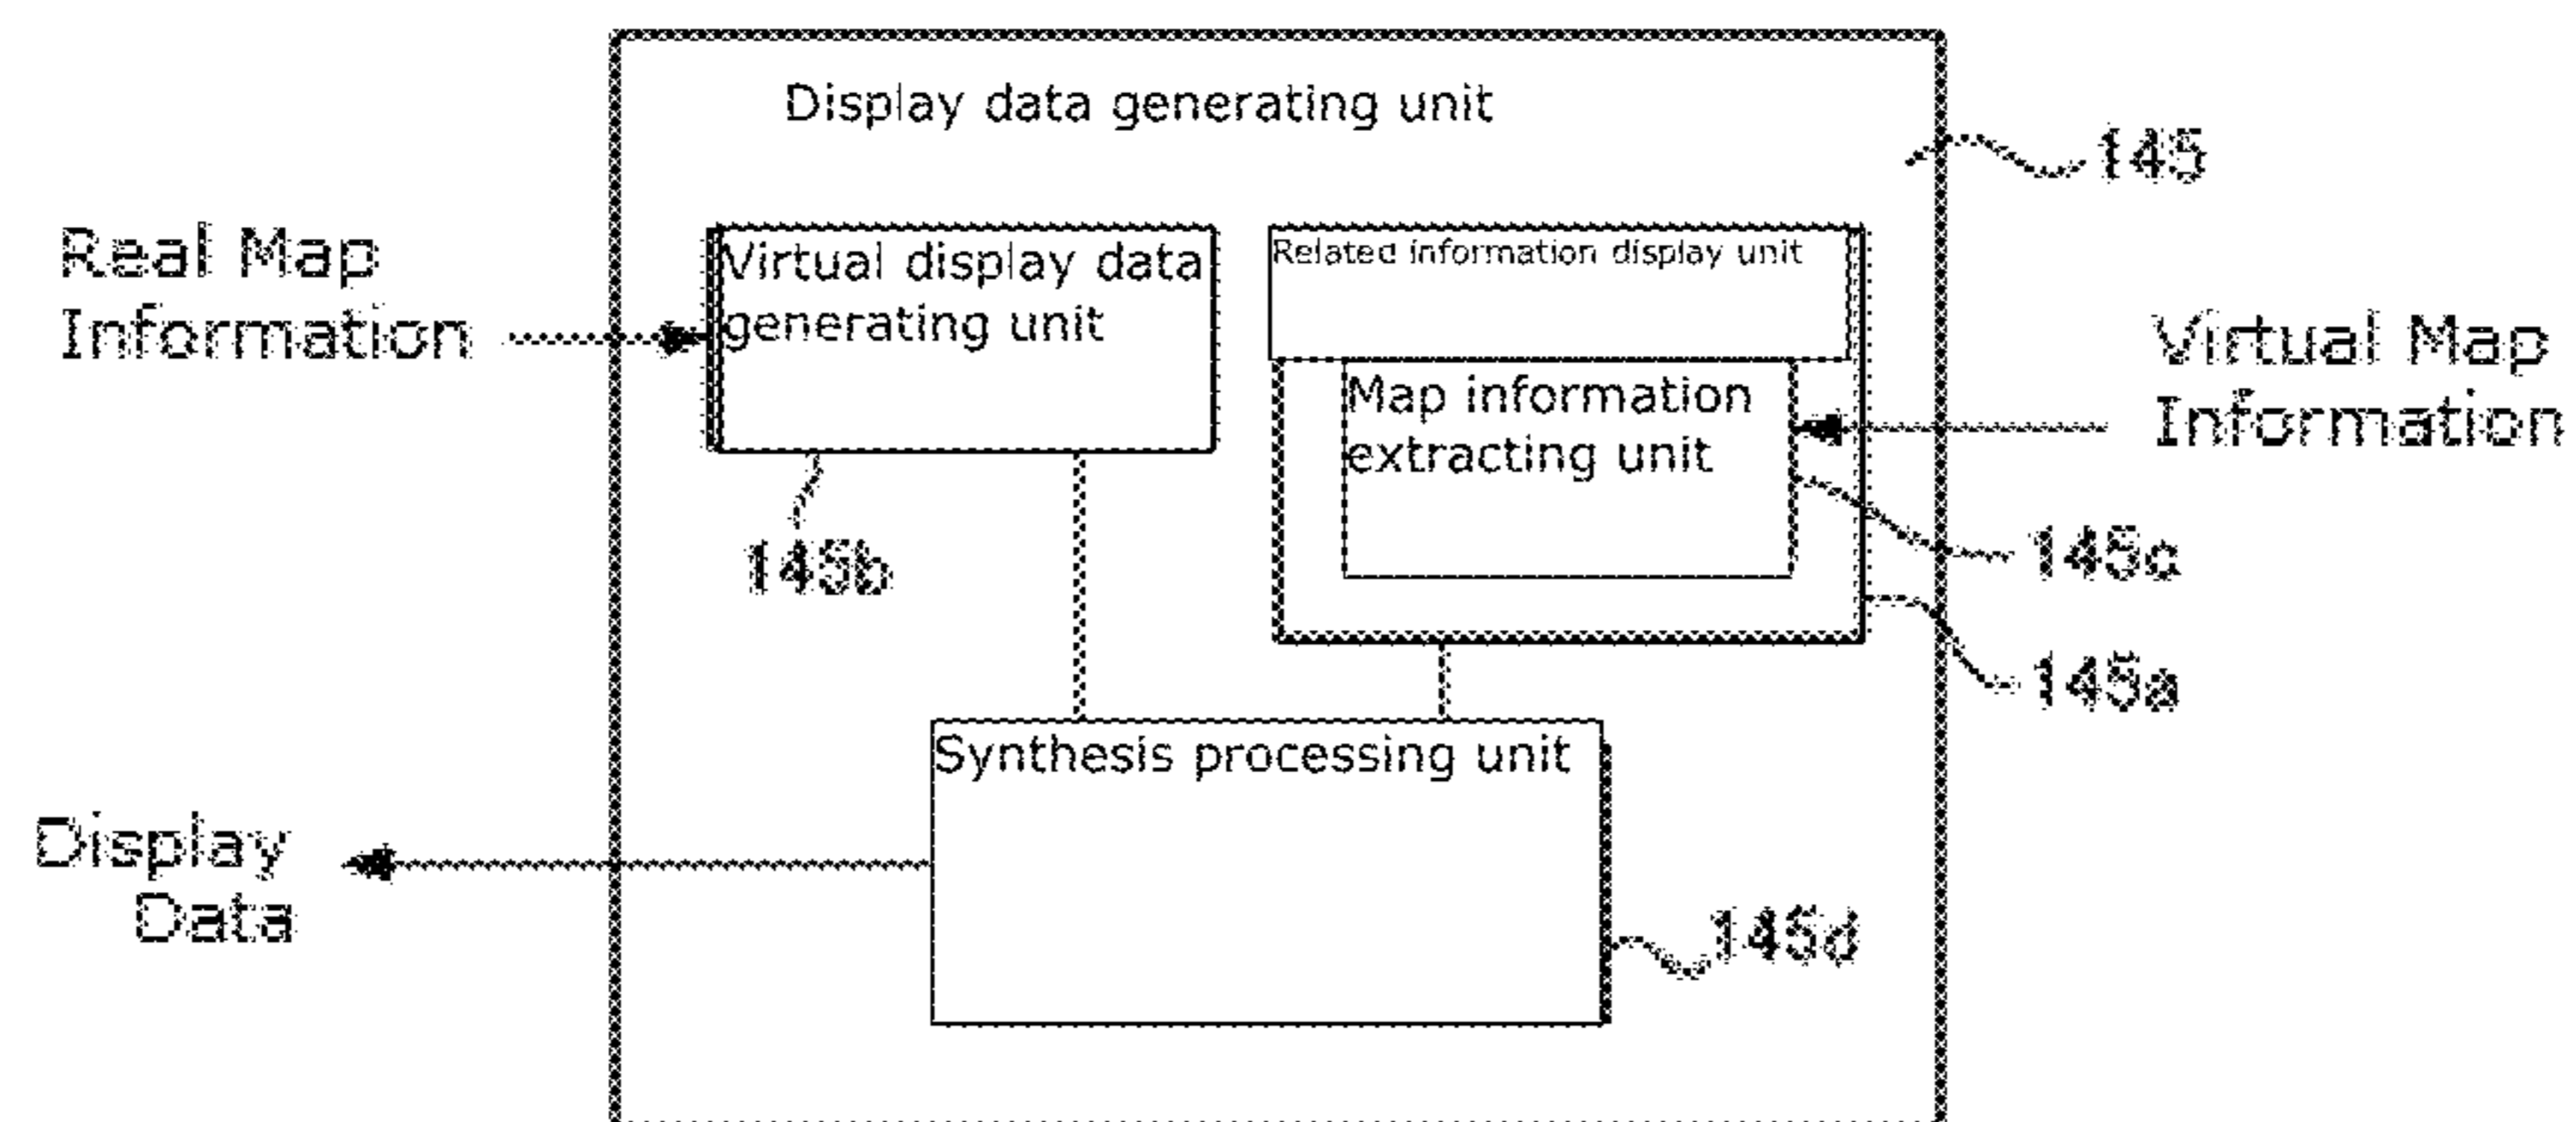 Display data generating unit
145
Real Map
Information
Virtual display data
generating unit
Related information display unit
Map information
extracting unit
Virtual Map
Information
145b
145c
145a
Synthesis processing unit
Display
Data
145d